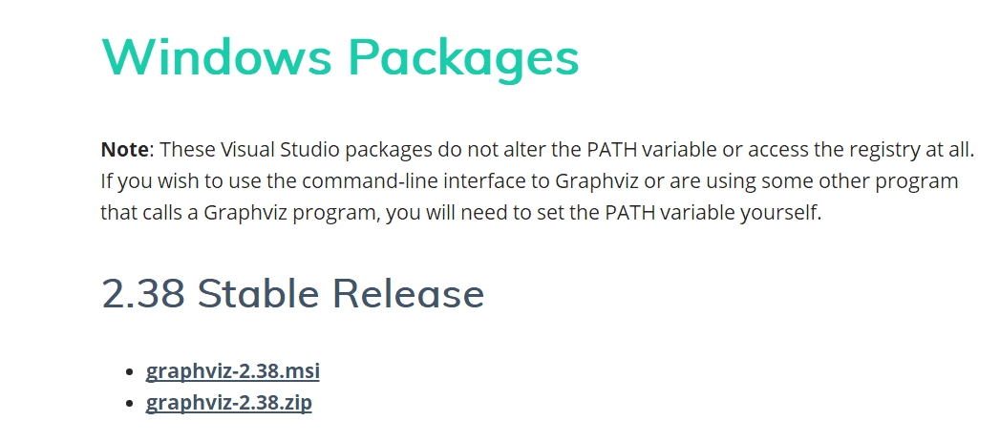 Windows Packages
Note: These Visual Studio packages do not alter the PATH variable or access the registry at all.
If you wish to use the command-line interface to Graphviz or are using some other program
that calls a Graphviz program, you will need to set the PATH variable yourself.
2.38 Stable Release
• graphviz-2.38.msi
• graphviz-2.38.zip